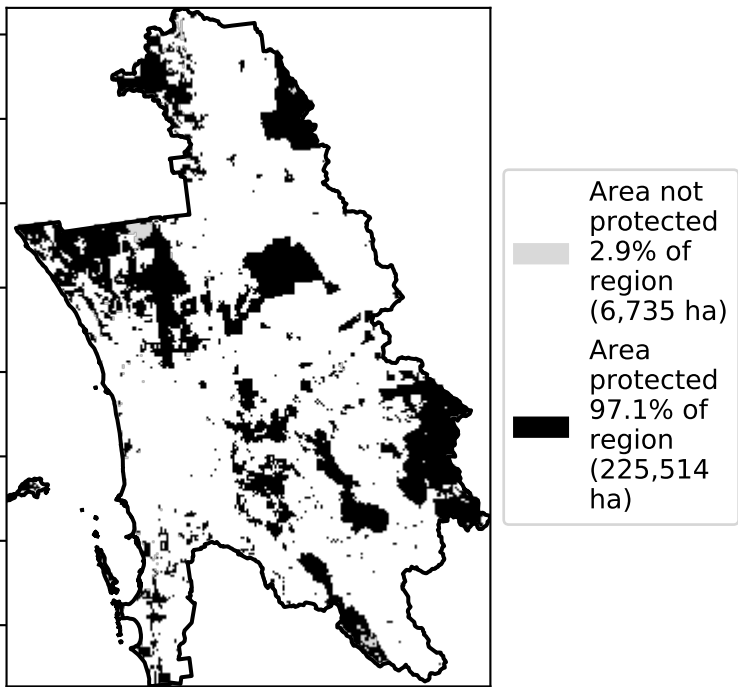 Area not
protected
2.9% of
region
(6,735 ha)
Area
protected
97.1% of
region
(225,514
ha)